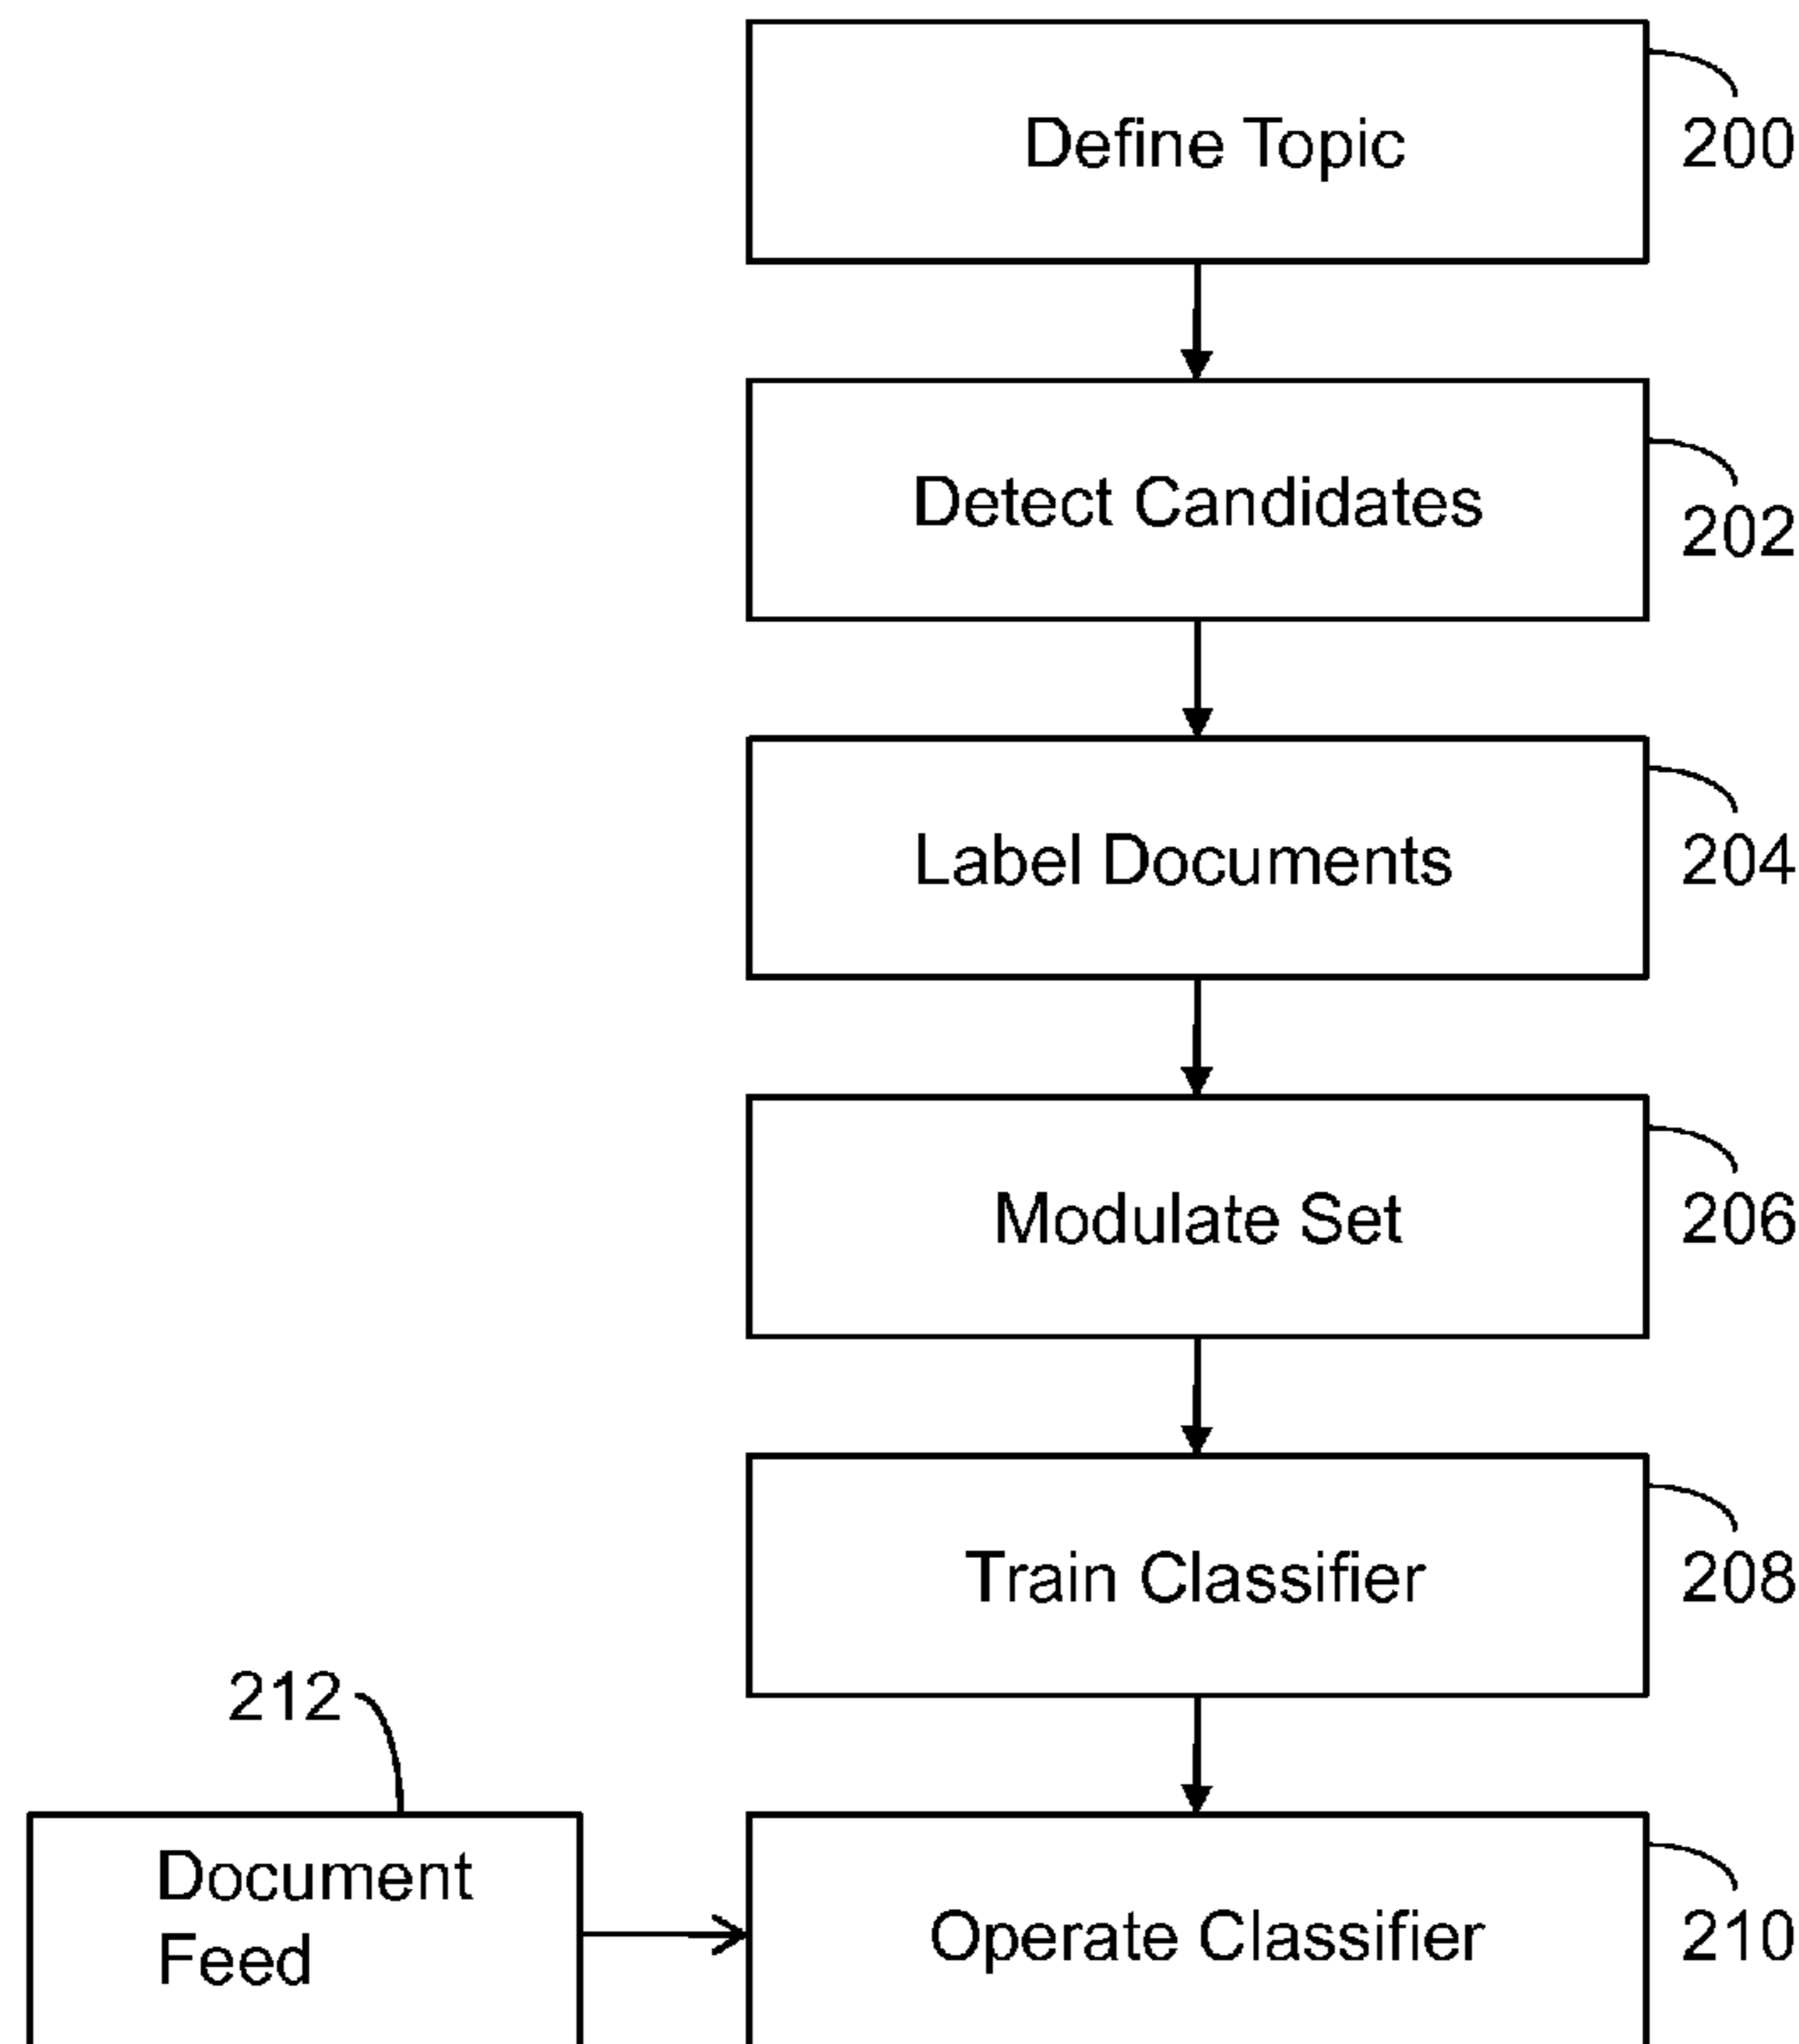 Define Topic
200
Detect Candidates
202
Label Documents
204
Modulate Set
206
Train Classifier
208
212
Document
Feed
Operate Classifier
210